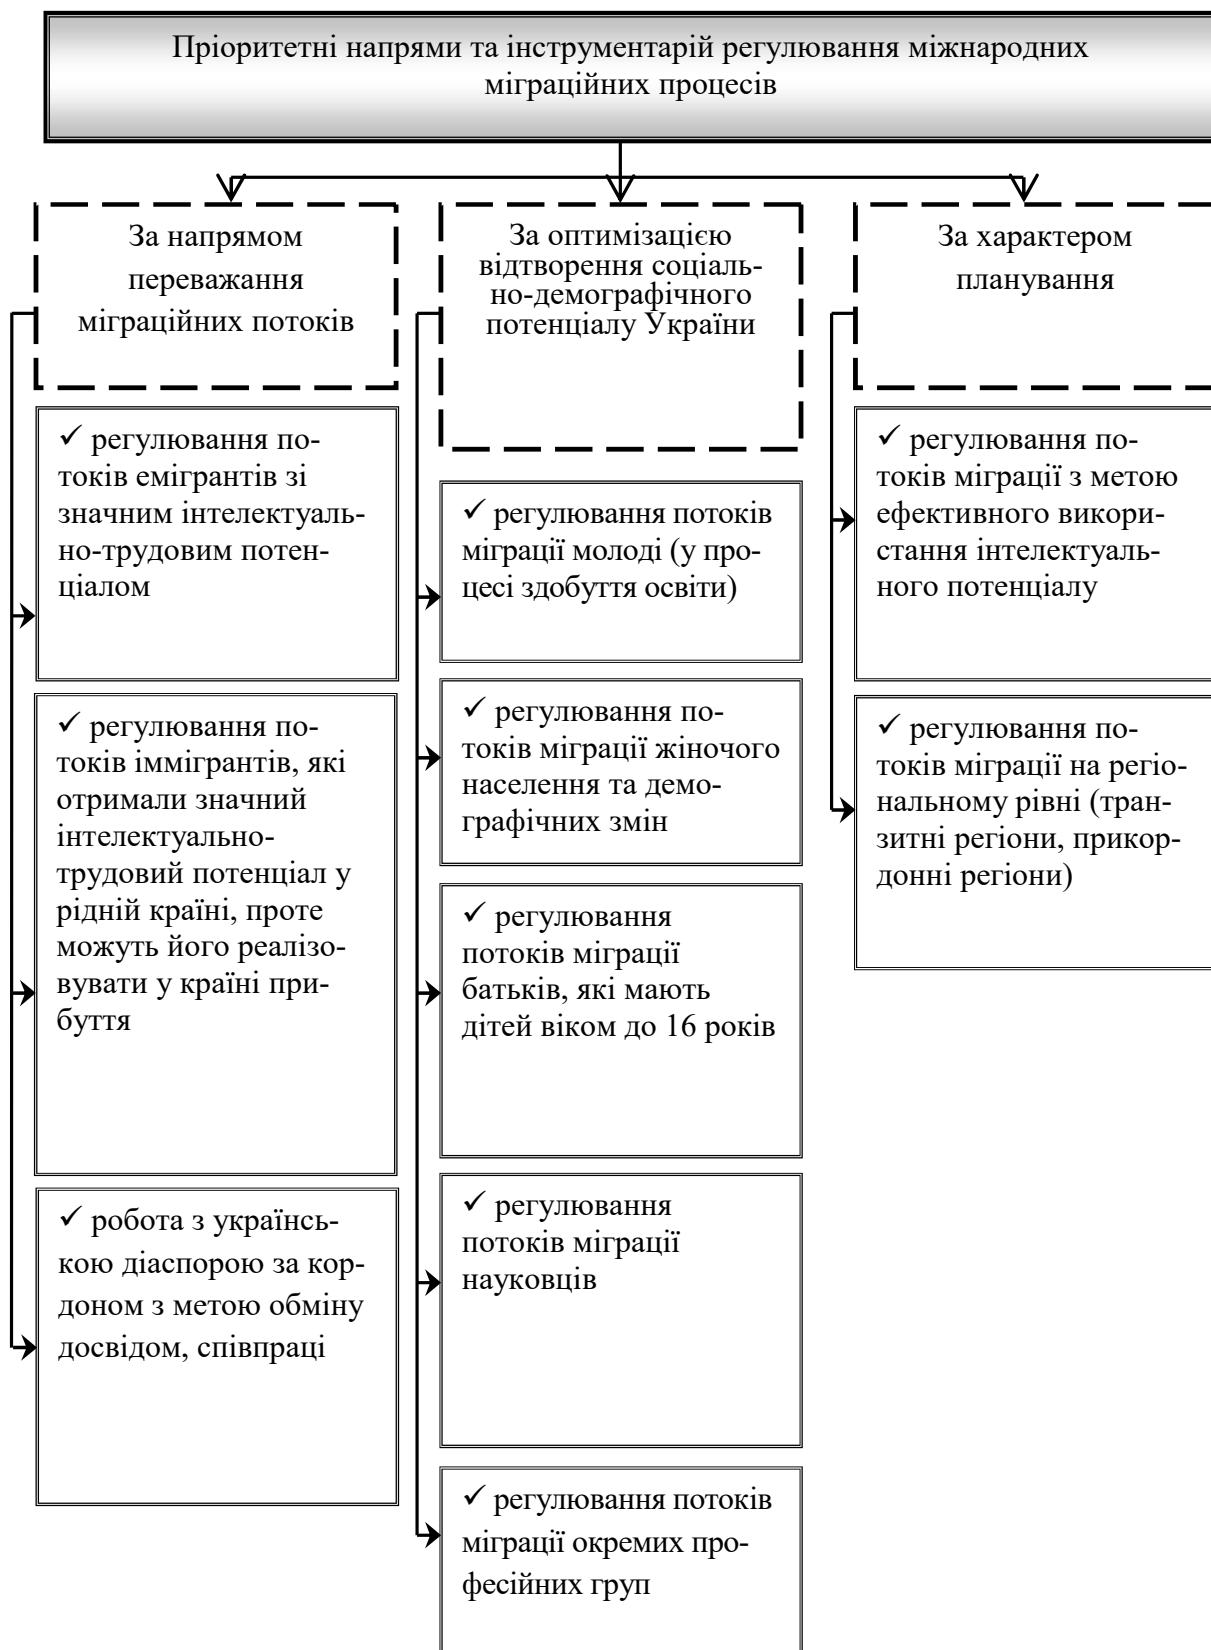 Пріоритетні напрями та інструментарій регулювання міжнародних
міграційних процесів
За напрямом
переважання
міграційних потоків
✓ регулювання по-
токів емігрантів зі
значним інтелектуаль-
но-трудовим потен-
ціалом
✓ регулювання по-
токів іммігрантів, які
отримали значний
інтелектуально-
трудовий потенціал у
рідній країні, проте
можуть його реалізо-
вувати у країні при-
буття
✓ робота з українсь-
кою діаспорою за кор-
доном з метою обміну
досвідом, співпраці
За оптимізацією
відтворення соціаль-
но-демографічного
потенціалу України
✓ регулювання потоків
міграції молоді (у про-
цесі здобуття освіти)
✓ регулювання по-
токів міграції жіночого
населення та демо-
графічних змін
✓ регулювання
потоків міграції
батьків, які мають
дітей віком до 16 років
✓ регулювання
потоків міграції
науковців
✓ регулювання потоків
міграції окремих про-
фесійних груп
За характером
планування
✓ регулювання по-
токів міграції з метою
ефективного викори-
стання інтелектуаль-
ного потенціалу
✓ регулювання по-
токів міграції на регіо-
нальному рівні (тран-
зитні регіони, прикор-
донні регіони)